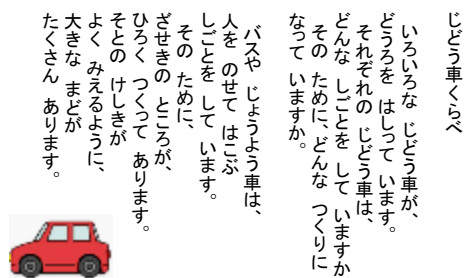 じどう車くらべ
いろいろな じどう車が、
どうろを はしって います。
それぞれの じどう車は、
どんな しごとを して いますか
その ために、どんな つくりに
なって いますか。
バスや じょうよう車は、
人を のせて はこぶ
しごとを して います。
その ために、
ざせきの ところが、
ひろく つくって あります。
そとの けしきが
よく みえるように、
大きな まどが
たくさん あります。